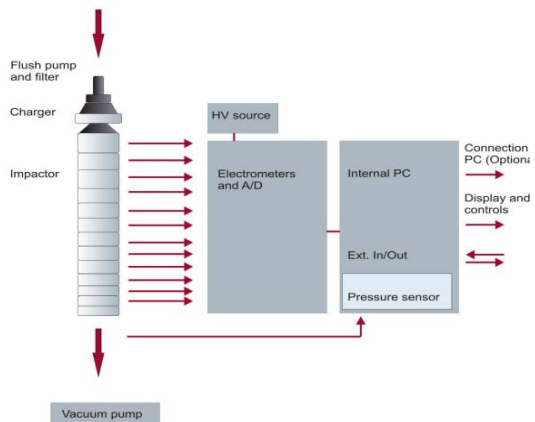 Flush pump
and filter
Charger
Impactor
HV source
Electrometers
and A/D
Internal PC
Ext. In/Out
Pressure sensor
Connection
PC (Optiona
Display and
controls
Vacuum pump